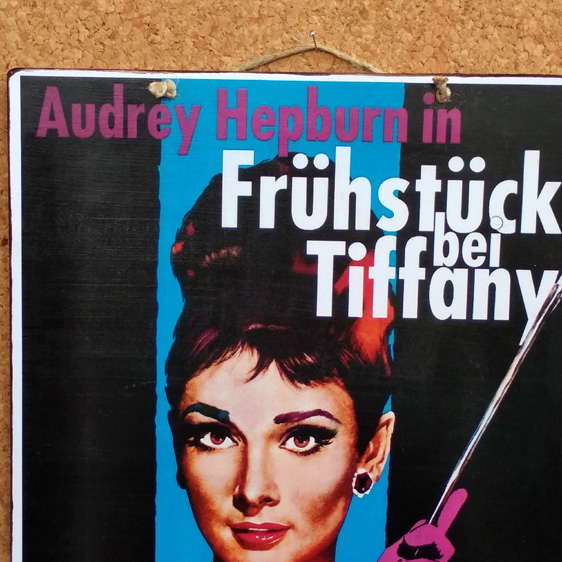 Audrey Hepburn in
Frühstück
bei
Tiffany